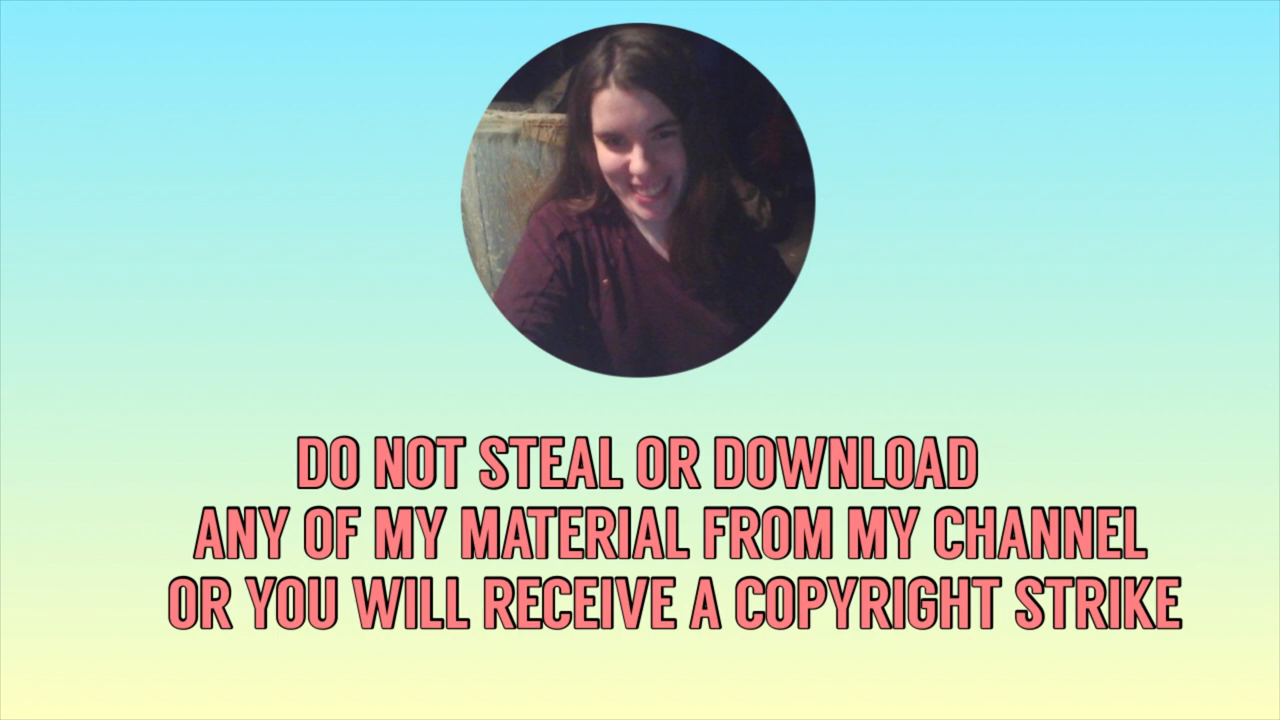 DO NOT STEAL OR DOWNLOAD
ANY OF MY MATERIAL FROM MY CHANNEL
OR YOU WILL RECEIVE A COPYRIGHT STRIKE